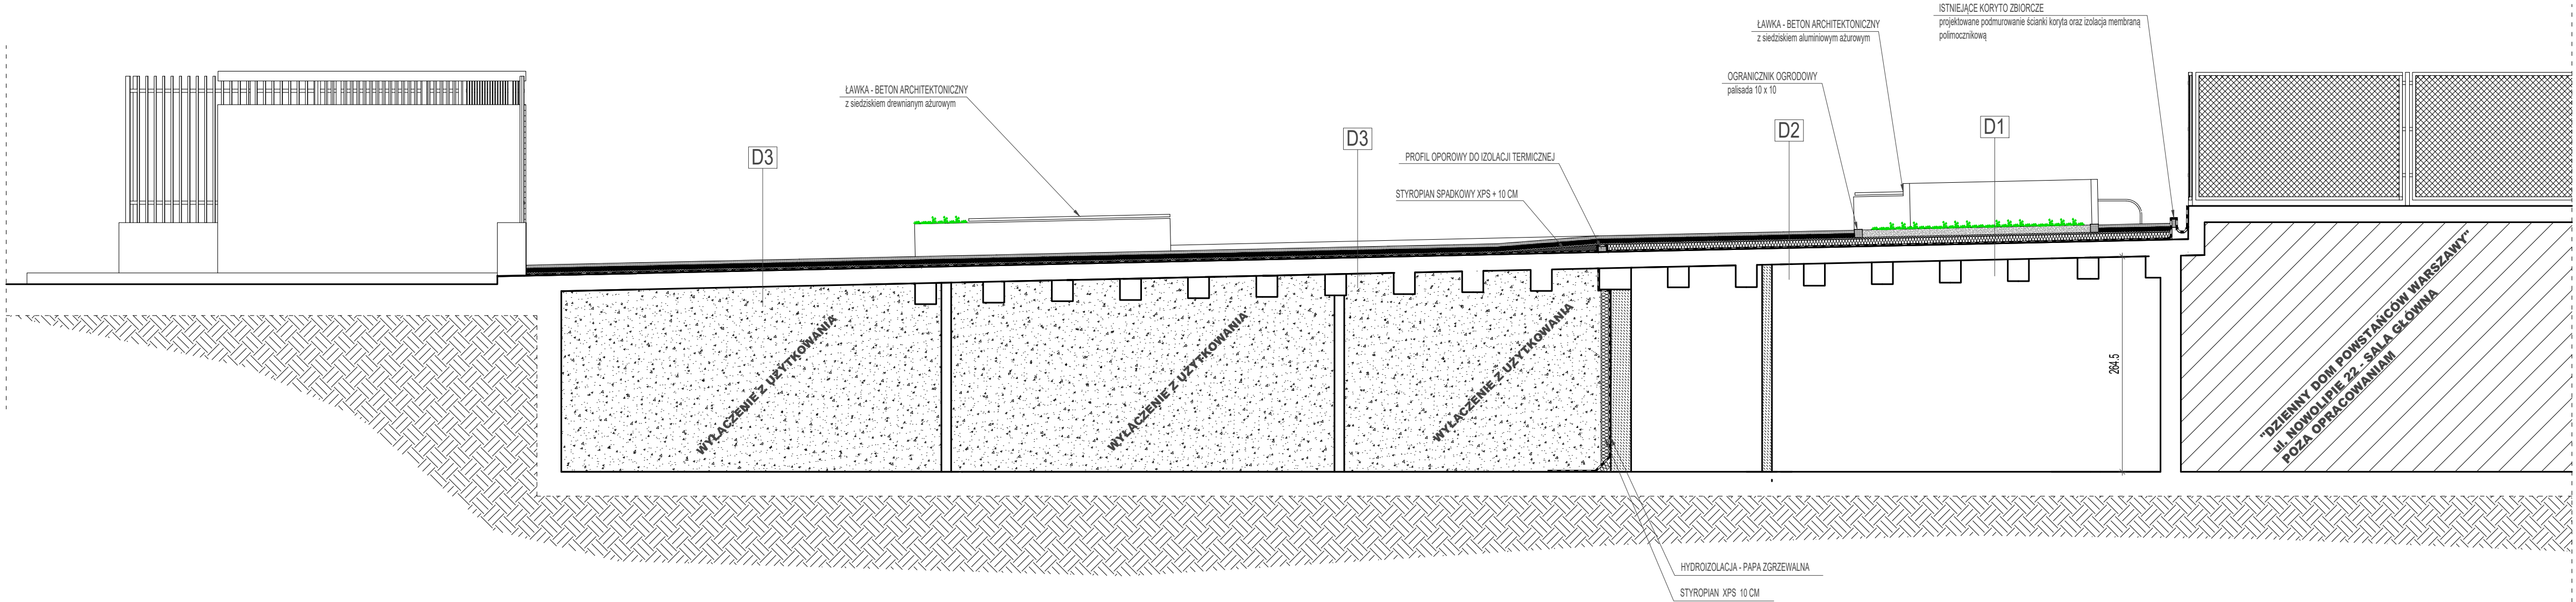 ISTNIEJĄCE KORYTO ZBIORCZE
projektowane podmurowanie ścianki koryta oraz izolacja membraną
polimocznikową
ŁAWKA - BETON ARCHITEKTONICZNY
z siedziskiem aluminiowym ażurowym
OGRANICZNIK OGRODOWY
palisada 10 x 10
ŁAWKA - BETON ARCHITEKTONICZNY
z siedziskiem drewnianym ażurowym
D3
D3
D2
D1
PROFIL OPOROWY DO IZOLACJI TERMICZNEJ
STYROPIAN SPADKOWY XPS + 10 CM
WYŁACZENIE Z UŻYTKOWANIA
WYŁACZENIE Z UŻYTKOWANIA
WYŁACZENIE Z UŻYTKOWANIA
264.5
"DZIENNY DOM POWSTAŃCÓW WARSZAWY"
ul. NOWOLIPIE 22 - SALA GŁÓWNA
POZA OPRACOWANIAM
HYDROIZOLACJA - PAPA ZGRZEWALNA
STYROPIAN XPS 10 CM